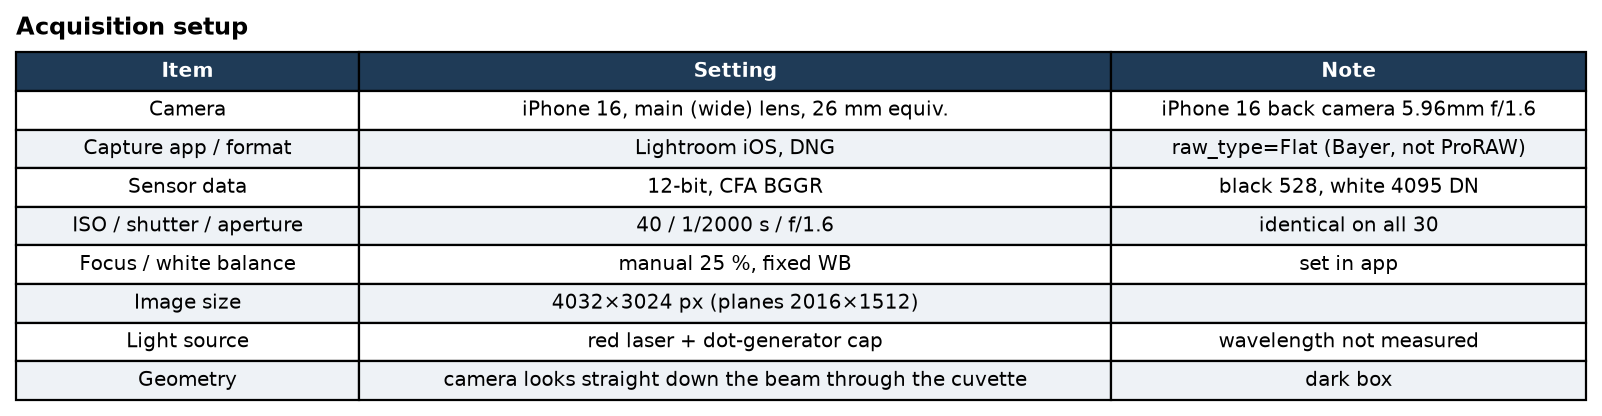 Acquisition setup
Item Setting Note
Camera iPhone 16, main (wide) lens, 26 mm equiv. iPhone 16 back camera 5.96mm f/1.6
Capture app / format Lightroom iOS, DNG raw_type=Flat (Bayer, not ProRAW)
Sensor data 12-bit, CFA BGGR black 528, white 4095 DN
ISO / shutter / aperture 40 / 1/2000 s / f/1.6 identical on all 30
Focus / white balance manual 25 %, fixed WB set in app
Image size 4032×3024 px (planes 2016×1512)
Light source red laser + dot-generator cap wavelength not measured
Geometry camera looks straight down the beam through the cuvette dark box